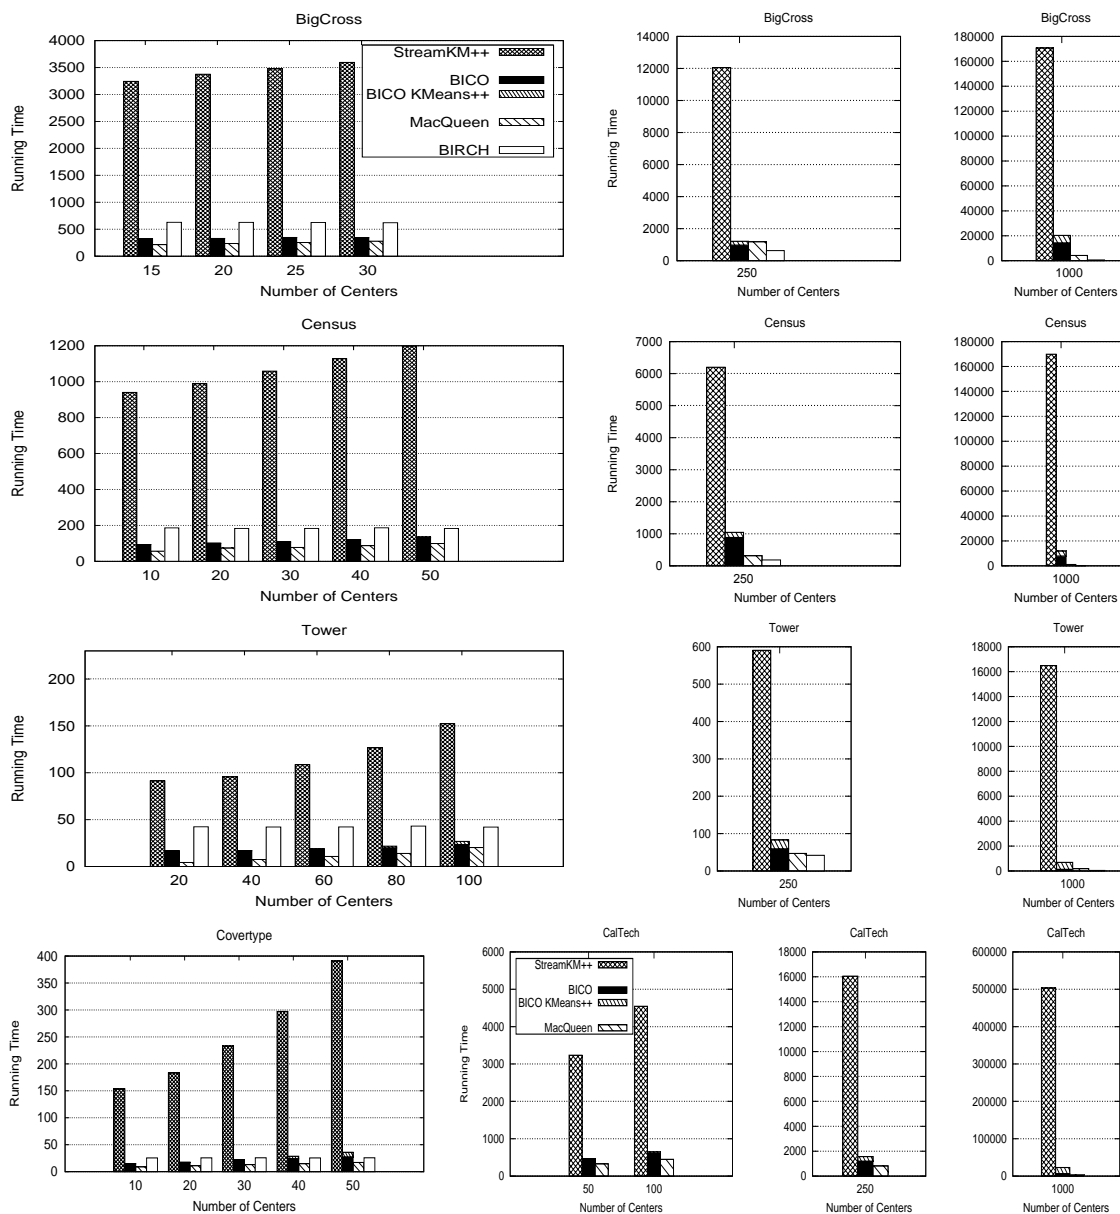 BigCross
4000
3500
3000
2500
2000
1500
1000
500
0
Running Time
15 20 25 30
Number of Centers
StreamKM++
BICO
BICO KMeans++
MacQueen
BIRCH
BigCross
14000
12000
10000
8000
6000
4000
2000
0
Running Time
250
Number of Centers
BigCross
180000
160000
140000
120000
100000
80000
60000
40000
20000
0
1000
Number of Centers
Census
1200
1000
800
600
400
200
0
Running Time
10 20 30 40 50
Number of Centers
Census
7000
6000
5000
4000
3000
2000
1000
0
Running Time
250
Number of Centers
Census
180000
160000
140000
120000
100000
80000
60000
40000
20000
0
1000
Number of Centers
Tower
200
150
100
50
0
Running Time
20 40 60 80 100
Number of Centers
Tower
600
500
400
300
200
100
0
250
Number of Centers
Tower
18000
16000
14000
12000
10000
8000
6000
4000
2000
0
1000
Number of Centers
Covertype
400
350
300
250
200
150
100
50
0
Running Time
10 20 30 40 50
Number of Centers
CalTech
6000
5000
4000
3000
2000
1000
0
Running Time
StreamKM++
BICO
BICO KMeans++
MacQueen
50 100
Number of Centers
CalTech
18000
16000
14000
12000
10000
8000
6000
4000
2000
0
250
Number of Centers
CalTech
600000
500000
400000
300000
200000
100000
0
1000
Number of Centers